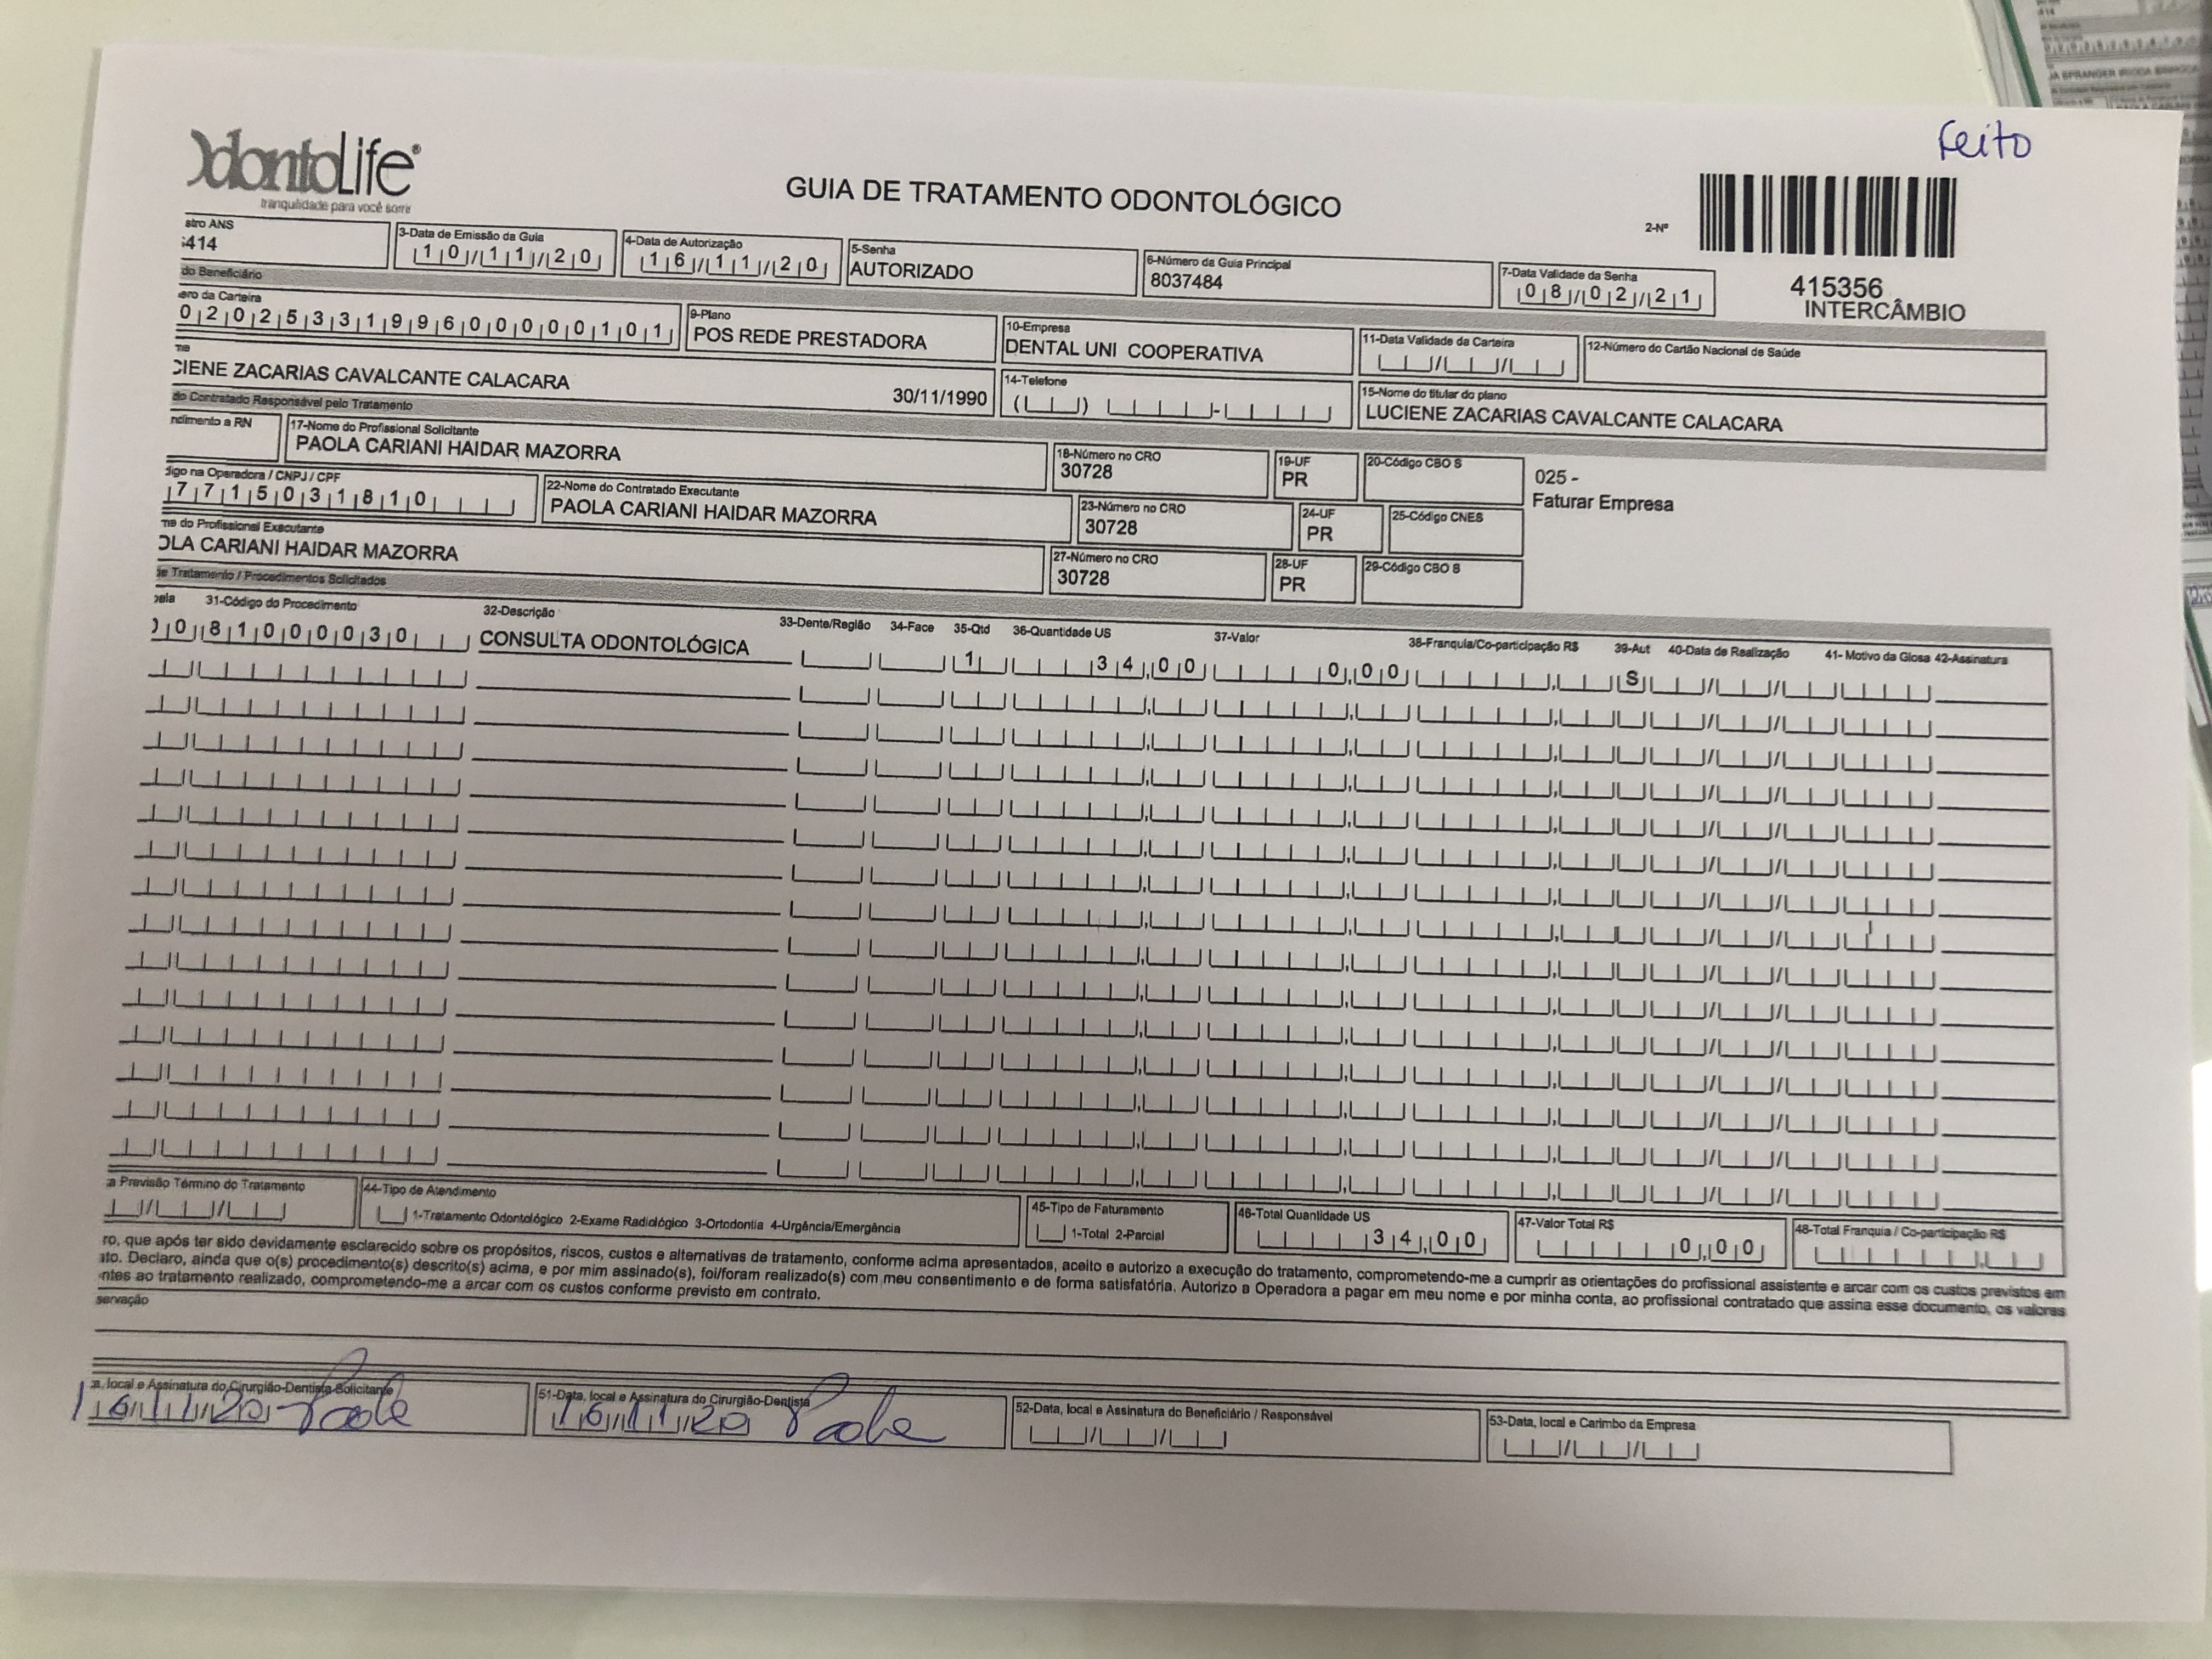 Feito
OdontoLife®
tranquilidade para você sorrir
GUIA DE TRATAMENTO ODONTOLÓGICO
2-Nº
415356
INTERCÂMBIO
stro ANS
414
3-Data de Emissão da Guia
10/11/20
4-Data de Autorização
16/11/20
5-Senha
AUTORIZADO
6-Número da Guia Principal
8037484
7-Data Validade da Senha
08/02/21
do Beneficiário
ero da Carteira
02025331996000000101
9-Plano
POS REDE PRESTADORA
10-Empresa
DENTAL UNI COOPERATIVA
11-Data Validade da Carteira
12-Número do Cartão Nacional de Saúde
me
CIENE ZACARIAS CAVALCANTE CALACARA 30/11/1990
14-Telefone
15-Nome do titular do plano
LUCIENE ZACARIAS CAVALCANTE CALACARA
do Contratado Responsável pelo Tratamento
ndimento a RN
17-Nome do Profissional Solicitante
PAOLA CARIANI HAIDAR MAZORRA
18-Número no CRO
30728
19-UF
PR
20-Código CBO S
025 -
Faturar Empresa
digo na Operadora / CNPJ / CPF
7715031810
22-Nome do Contratado Executante
PAOLA CARIANI HAIDAR MAZORRA
23-Número no CRO
30728
24-UF
PR
25-Código CNES
me do Profissional Executante
OLA CARIANI HAIDAR MAZORRA
27-Número no CRO
30728
28-UF
PR
29-Código CBO S
de Tratamento / Procedimentos Solicitados
bela 31-Código do Procedimento 32-Descrição 33-Dente/Região 34-Face 35-Qtd 36-Quantidade US 37-Valor 38-Franquia/Co-participação R$ 39-Aut 40-Data de Realização 41- Motivo da Glosa 42-Assinatura
0 81000030 CONSULTA ODONTOLÓGICA 1 34,00 0,00 S
a Previsão Término do Tratamento
44-Tipo de Atendimento
1-Tratamento Odontológico 2-Exame Radiológico 3-Ortodontia 4-Urgência/Emergência
45-Tipo de Faturamento
1-Total 2-Parcial
46-Total Quantidade US
34,00
47-Valor Total R$
0,00
48-Total Franquia / Co-participação R$
ro, que após ter sido devidamente esclarecido sobre os propósitos, riscos, custos e alternativas de tratamento, conforme acima apresentados, aceito e autorizo a execução do tratamento, comprometendo-me a cumprir as orientações do profissional assistente e arcar com os custos previstos em
ato. Declaro, ainda que o(s) procedimento(s) descrito(s) acima, e por mim assinado(s), foi/foram realizado(s) com meu consentimento e de forma satisfatória. Autorizo a Operadora a pagar em meu nome e por minha conta, ao profissional contratado que assina esse documento, os valores
ntes ao tratamento realizado, comprometendo-me a arcar com os custos conforme previsto em contrato.
servação
a, local e Assinatura do Cirurgião-Dentista Solicitante
16/11/20 Paola
51-Data, local e Assinatura do Cirurgião-Dentista
16/11/20 Paola
52-Data, local e Assinatura do Beneficiário / Responsável
53-Data, local e Carimbo da Empresa